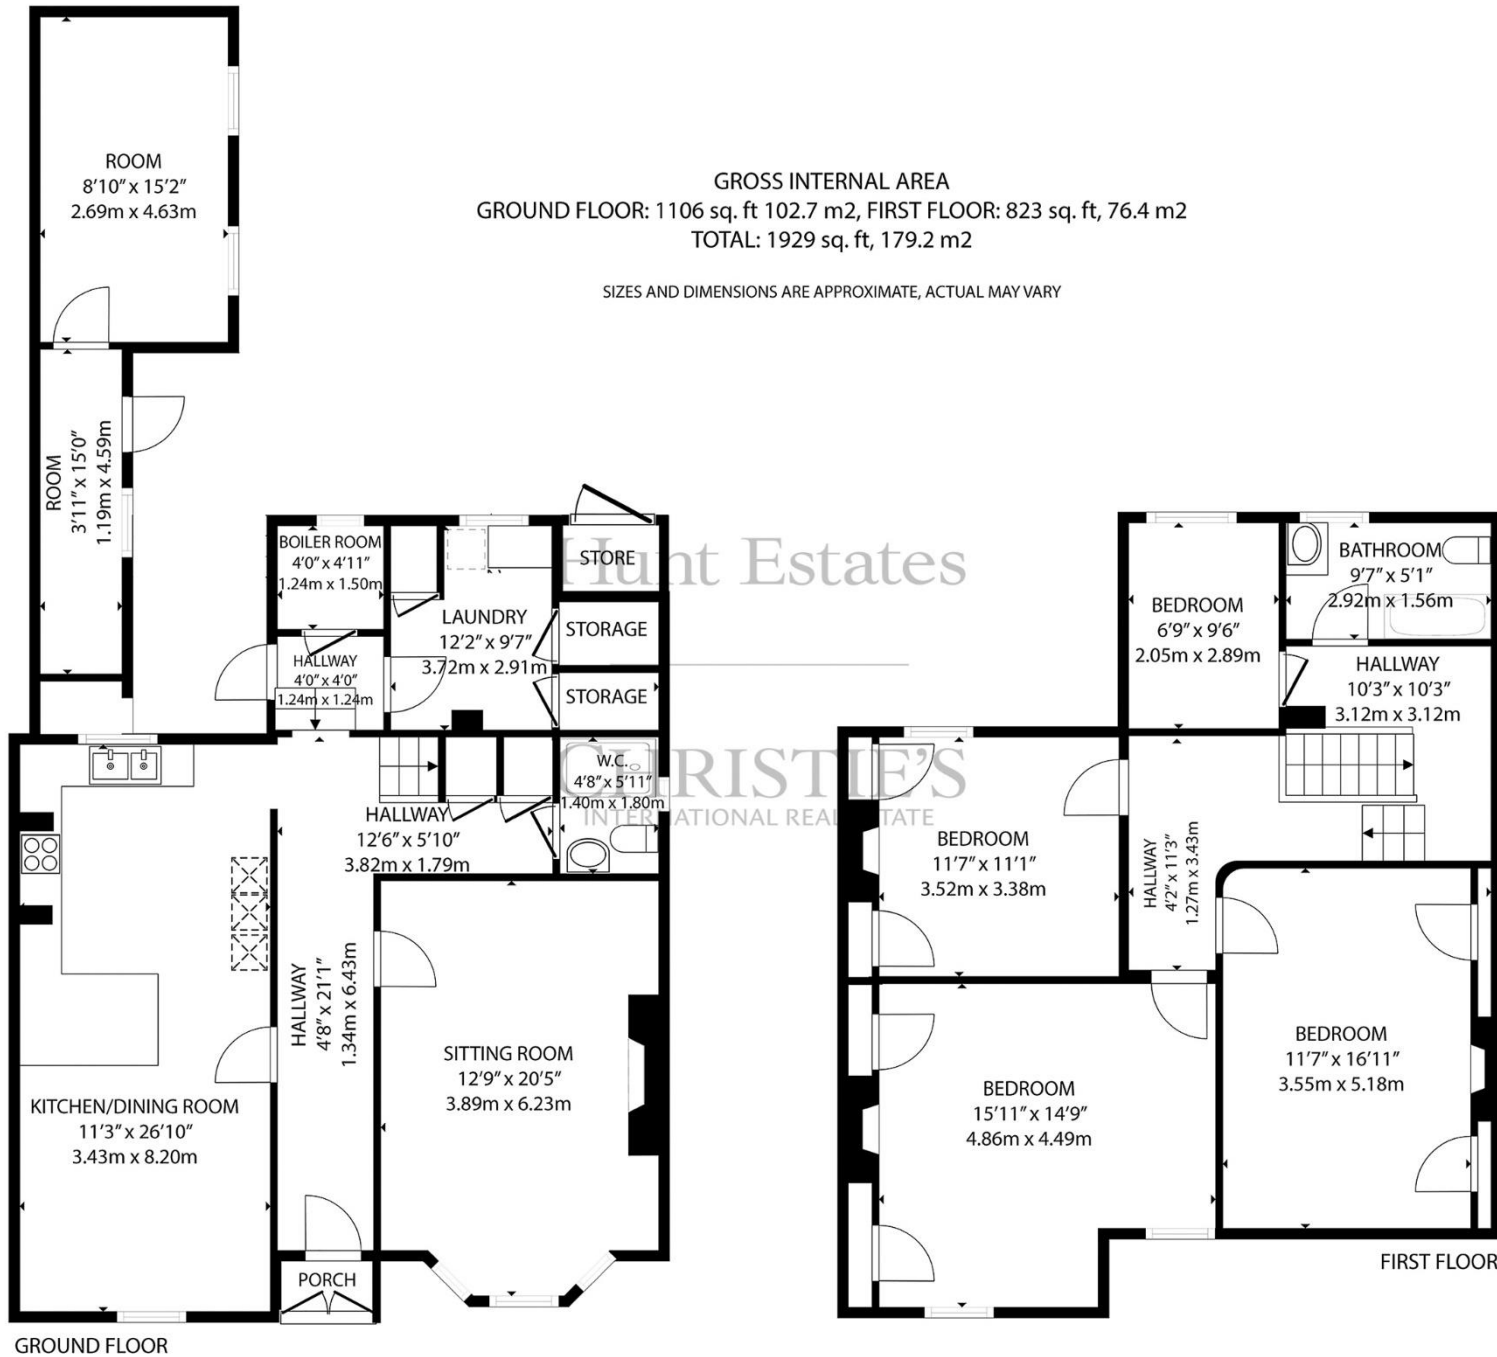 ROOM
8'10" x 15'2"
2.69m x 4.63m
GROSS INTERNAL AREA
GROUND FLOOR: 1106 sq. ft 102.7 m2, FIRST FLOOR: 823 sq. ft, 76.4 m2
TOTAL: 1929 sq. ft, 179.2 m2
SIZES AND DIMENSIONS ARE APPROXIMATE, ACTUAL MAY VARY
ROOM
3'11" x 15'0"
1.19m x 4.59m
BOILER ROOM
4'0" x 4'11"
1.24m x 1.50m
HALLWAY
4'0" x 4'0"
1.24m x 1.24m
LAUNDRY
12'2" x 9'7"
3.72m x 2.91m
STORE
STORAGE
STORAGE
Hunt Estates
CHRISTIE'S
INTERNATIONAL REAL ESTATE
W.C.
4'8" x 5'11"
1.40m x 1.80m
HALLWAY
12'6" x 5'10"
3.82m x 1.79m
HALLWAY
4'8" x 21'1"
1.34m x 6.43m
SITTING ROOM
12'9" x 20'5"
3.89m x 6.23m
KITCHEN/DINING ROOM
11'3" x 26'10"
3.43m x 8.20m
PORCH
GROUND FLOOR
BEDROOM
6'9" x 9'6"
2.05m x 2.89m
BATHROOM
9'7" x 5'1"
2.92m x 1.56m
HALLWAY
10'3" x 10'3"
3.12m x 3.12m
BEDROOM
11'7" x 11'1"
3.52m x 3.38m
HALLWAY
4'2" x 11'3"
1.27m x 3.43m
BEDROOM
11'7" x 16'11"
3.55m x 5.18m
BEDROOM
15'11" x 14'9"
4.86m x 4.49m
FIRST FLOOR